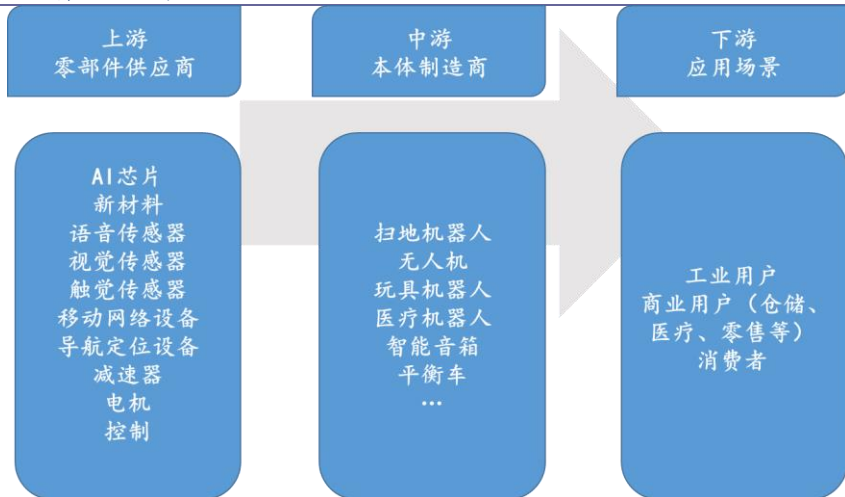 上游
零部件供应商
中游
本体制造商
下游
应用场景
AI芯片
新材料
语音传感器
视觉传感器
触觉传感器
移动网络设备
导航定位设备
减速器
电机
控制
扫地机器人
无人机
玩具机器人
医疗机器人
智能音箱
平衡车
…
工业用户
商业用户（仓储、
医疗、零售等）
消费者